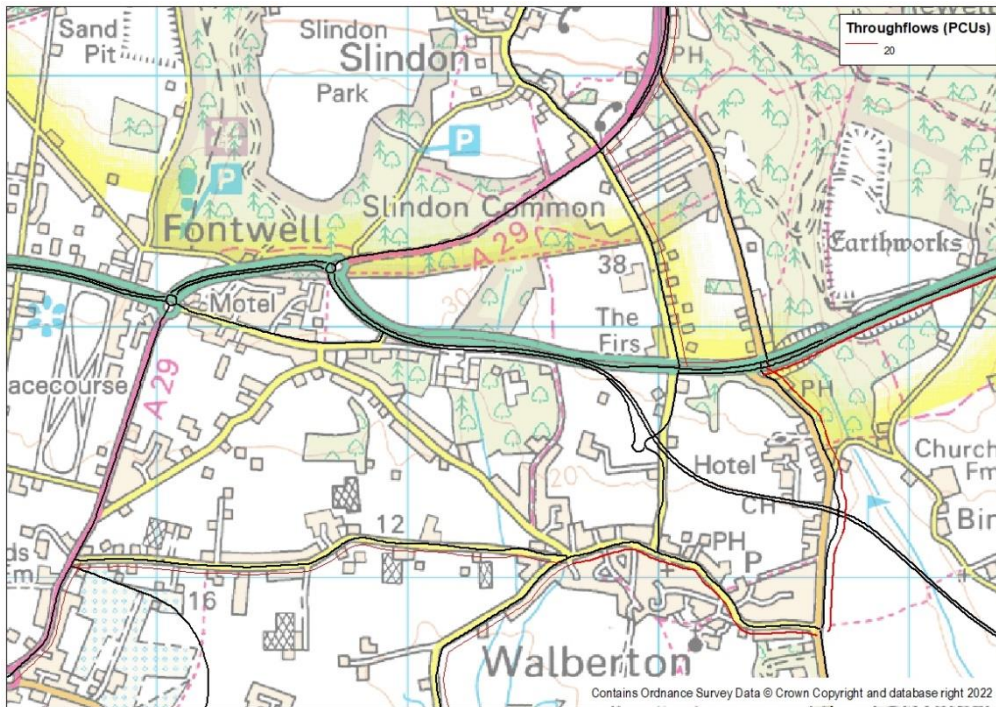 Throughflows (PCUs)
20
Sand
Pit
Slindon
Slindon
Park
PH
P
P
Fontwell
Slindon Common
A 29
Earthworks
38
30
Motel
The
Firs
acecourse
A 29
PH
Hotel
Church
Fm
CH
Bin
20
12
PH
P
ds
16
Walberton
Contains Ordnance Survey Data © Crown Copyright and database right 2022